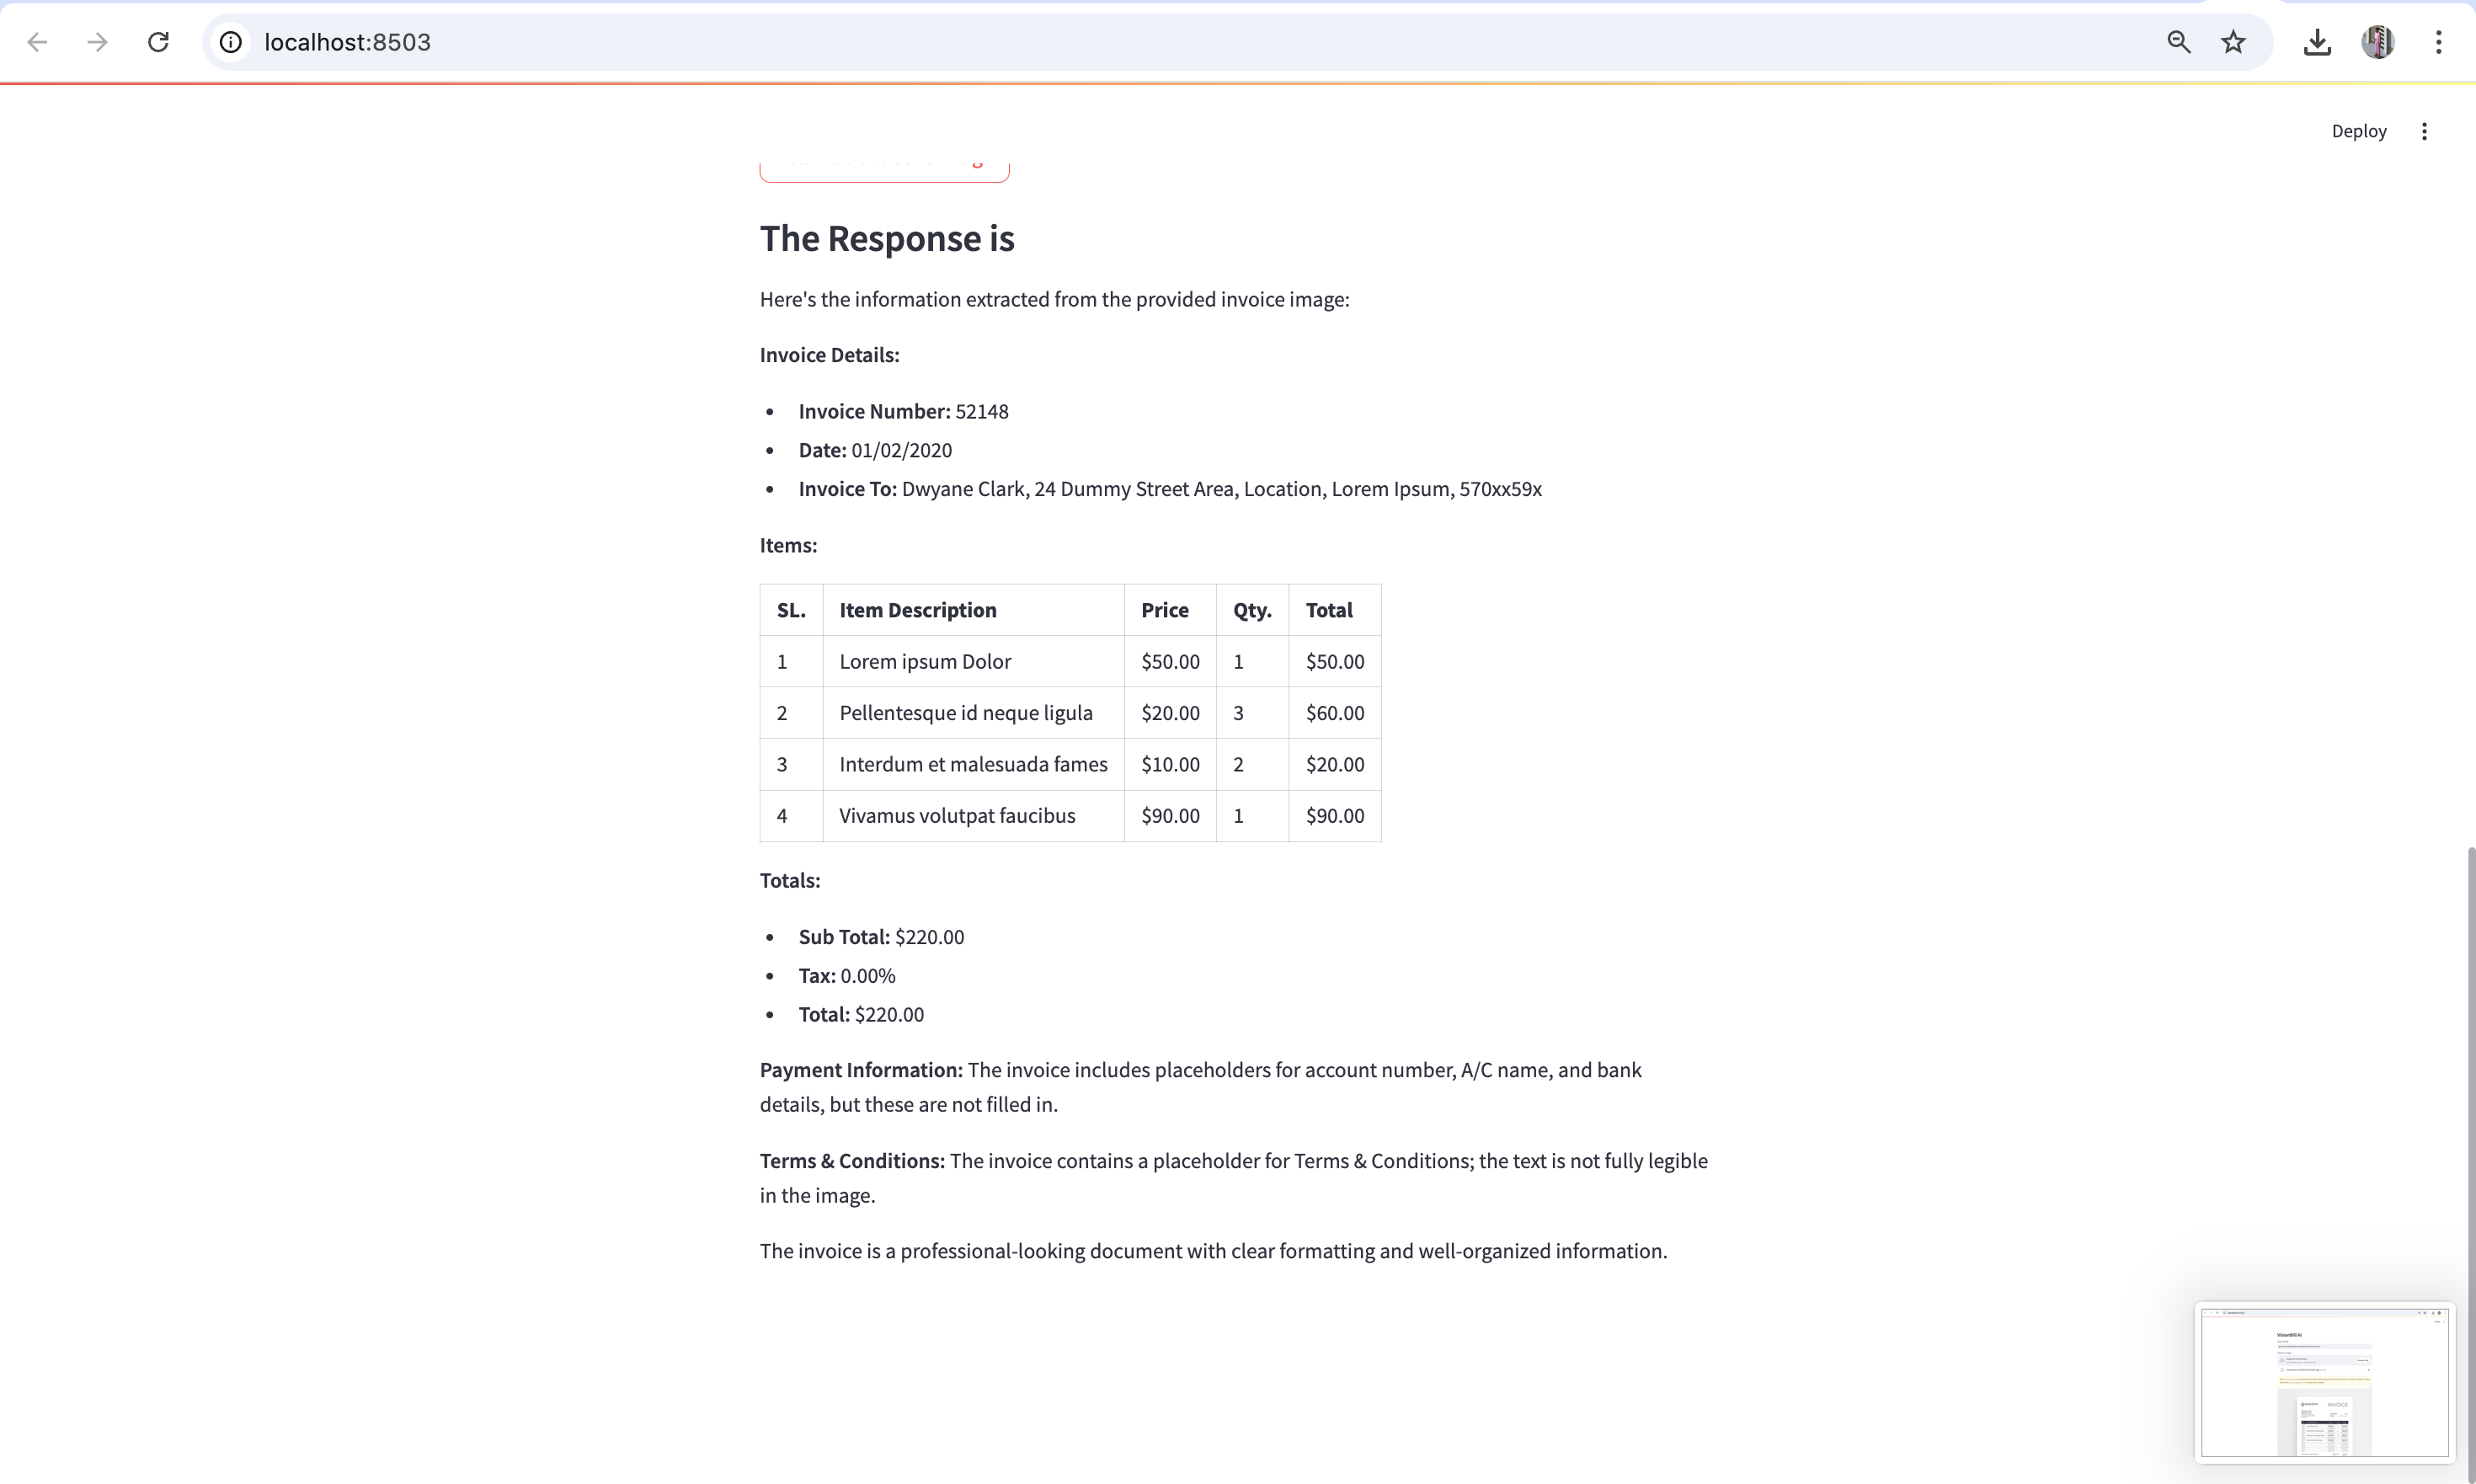 localhost:8503
Deploy
The Response is
Here's the information extracted from the provided invoice image:
Invoice Details:
• Invoice Number: 52148
• Date: 01/02/2020
• Invoice To: Dwyane Clark, 24 Dummy Street Area, Location, Lorem Ipsum, 570xx59x
Items:
SL. Item Description Price Qty. Total
1 Lorem ipsum Dolor $50.00 1 $50.00
2 Pellentesque id neque ligula $20.00 3 $60.00
3 Interdum et malesuada fames $10.00 2 $20.00
4 Vivamus volutpat faucibus $90.00 1 $90.00
Totals:
• Sub Total: $220.00
• Tax: 0.00%
• Total: $220.00
Payment Information: The invoice includes placeholders for account number, A/C name, and bank
details, but these are not filled in.
Terms & Conditions: The invoice contains a placeholder for Terms & Conditions; the text is not fully legible
in the image.
The invoice is a professional-looking document with clear formatting and well-organized information.
VisionBill AI
INVOICE